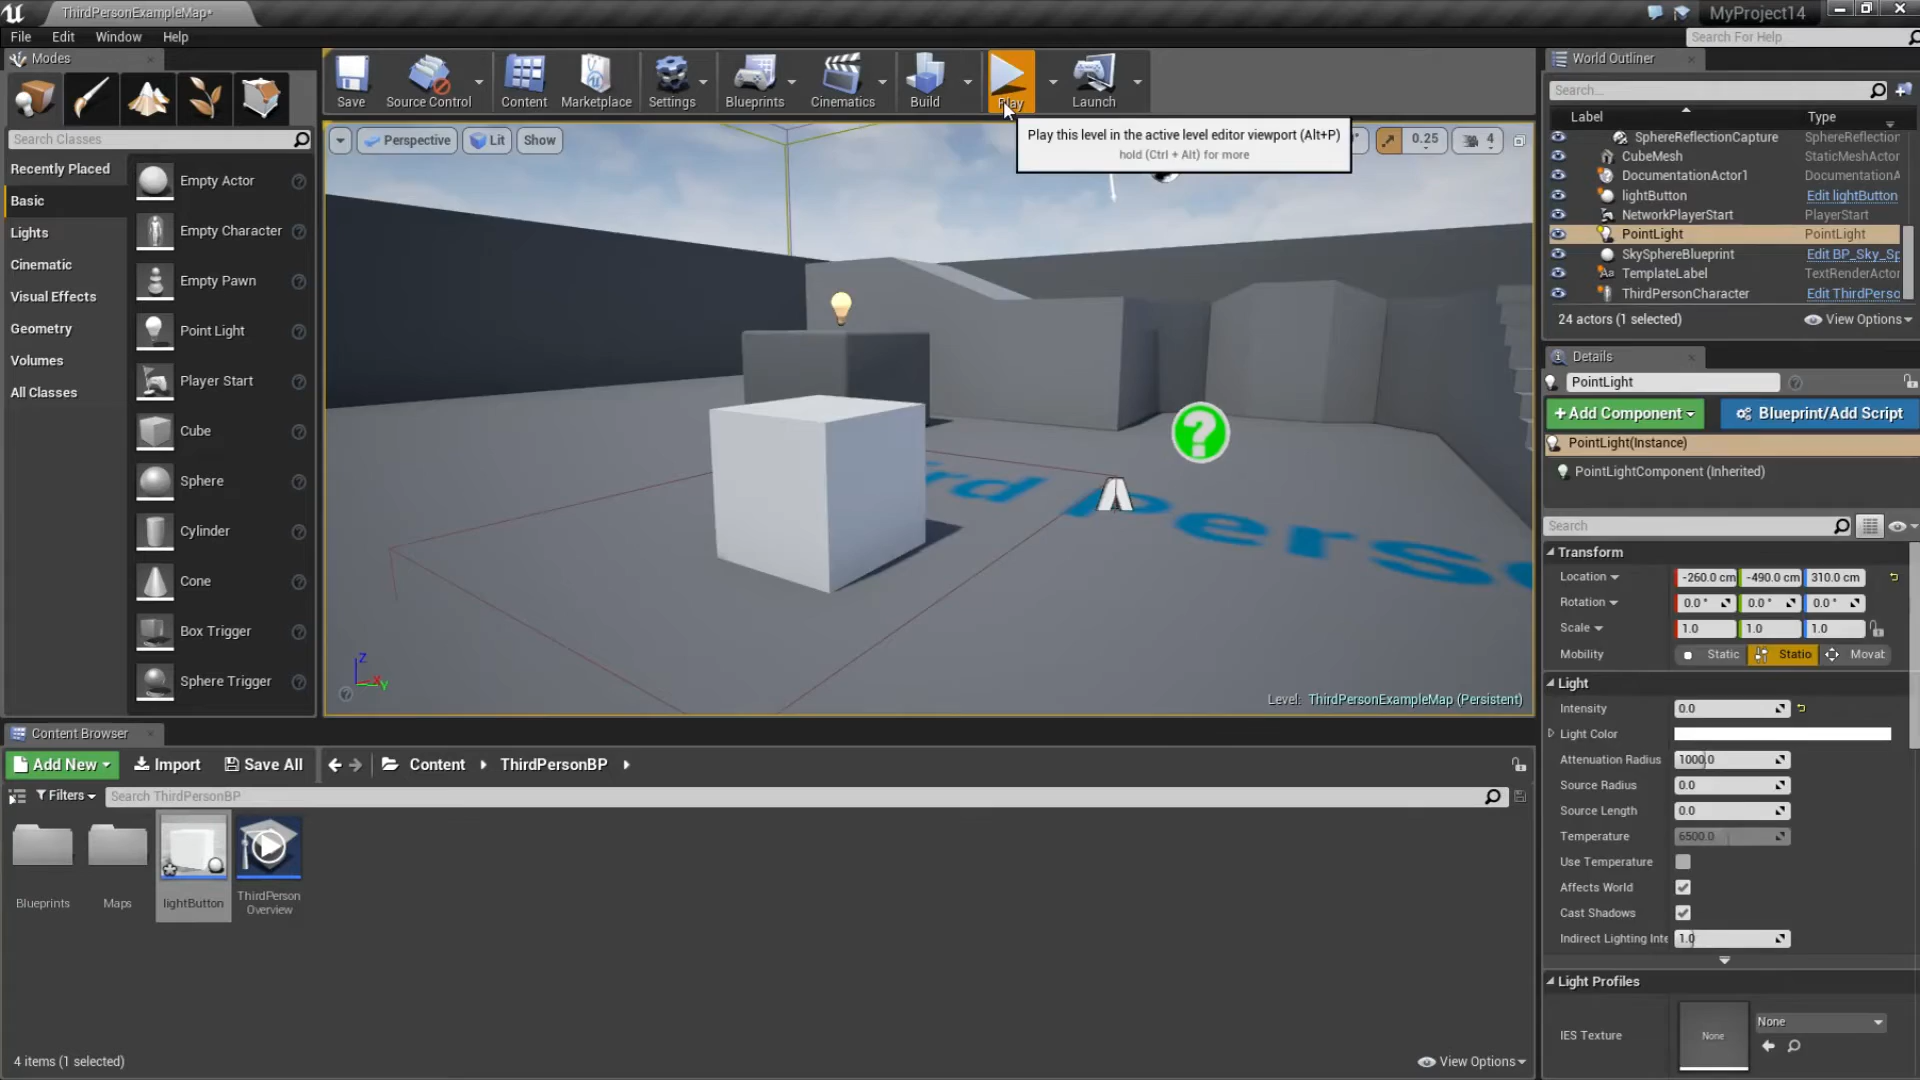 ThirdPersonExampleMap*
MyProject14
File Edit Window Help
Search For Help
Modes
Search Classes
Recently Placed
Basic
Lights
Cinematic
Visual Effects
Geometry
Volumes
All Classes
Empty Actor
Empty Character
Empty Pawn
Point Light
Player Start
Cube
Sphere
Cylinder
Cone
Box Trigger
Sphere Trigger
Save
Source Control
Content
Marketplace
Settings
Blueprints
Cinematics
Build
Play
Launch
Perspective
Lit
Show
Play this level in the active level editor viewport (Alt+P)
hold (Ctrl + Alt) for more
0.25
4
rd Perso
Z
X
Y
Level: ThirdPersonExampleMap (Persistent)
World Outliner
Search...
Label Type
SphereReflectionCapture SphereReflection
CubeMesh StaticMeshActor
DocumentationActor1 DocumentationA
lightButton Edit lightButton
NetworkPlayerStart PlayerStart
PointLight PointLight
SkySphereBlueprint Edit BP_Sky_Sp
TemplateLabel TextRenderActor
ThirdPersonCharacter Edit ThirdPerso
24 actors (1 selected)
View Options
Details
PointLight
+Add Component
Blueprint/Add Script
PointLight(Instance)
PointLightComponent (Inherited)
Search
Transform
Location -260.0 cm -490.0 cm 310.0 cm
Rotation 0.0 ° 0.0 ° 0.0 °
Scale 1.0 1.0 1.0
Mobility Static Statio Movab
Light
Intensity 0.0
Light Color
Attenuation Radius 1000.0
Source Radius 0.0
Source Length 0.0
Temperature 6500.0
Use Temperature
Affects World
Cast Shadows
Indirect Lighting Inte 1.0
Light Profiles
IES Texture None None
Content Browser
Add New
Import
Save All
Content
ThirdPersonBP
Filters
Search ThirdPersonBP
Blueprints
Maps
lightButton
ThirdPerson
Overview
4 items (1 selected)
View Options